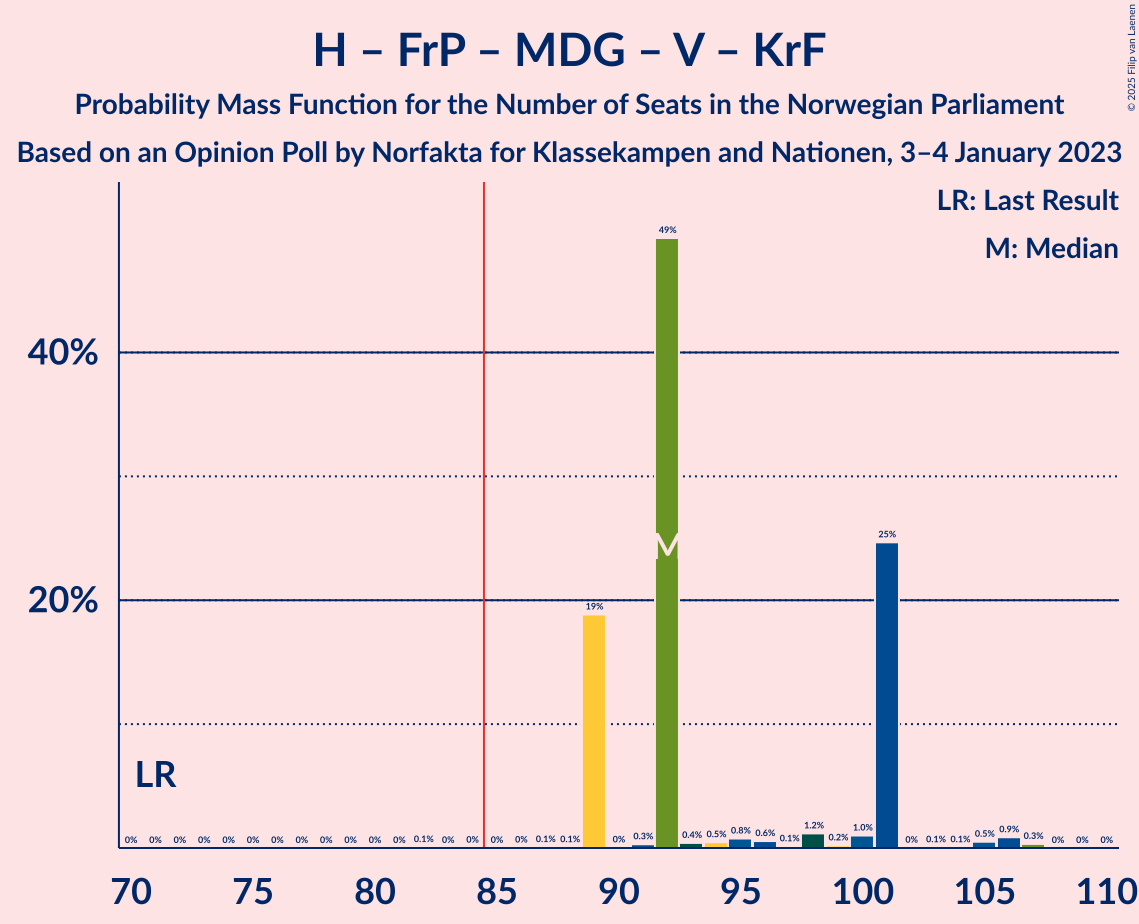 H – FrP – MDG – V – KrF
Probability Mass Function for the Number of Seats in the Norwegian Parliament
Based on an Opinion Poll by Norfakta for Klassekampen and Nationen, 3–4 January 2023
© 2025 Filip van Laenen
LR: Last Result
M: Median
49%
40%
25%
M
20%
19%
LR
0% 0% 0% 0% 0% 0% 0% 0% 0% 0% 0% 0% 0.1% 0% 0% 0% 0% 0.1% 0.1% 0% 0.3% 0.4% 0.5% 0.8% 0.6% 0.1% 1.2% 0.2% 1.0% 0% 0.1% 0.1% 0.5% 0.9% 0.3% 0% 0% 0%
70 75 80 85 90 95 100 105 110